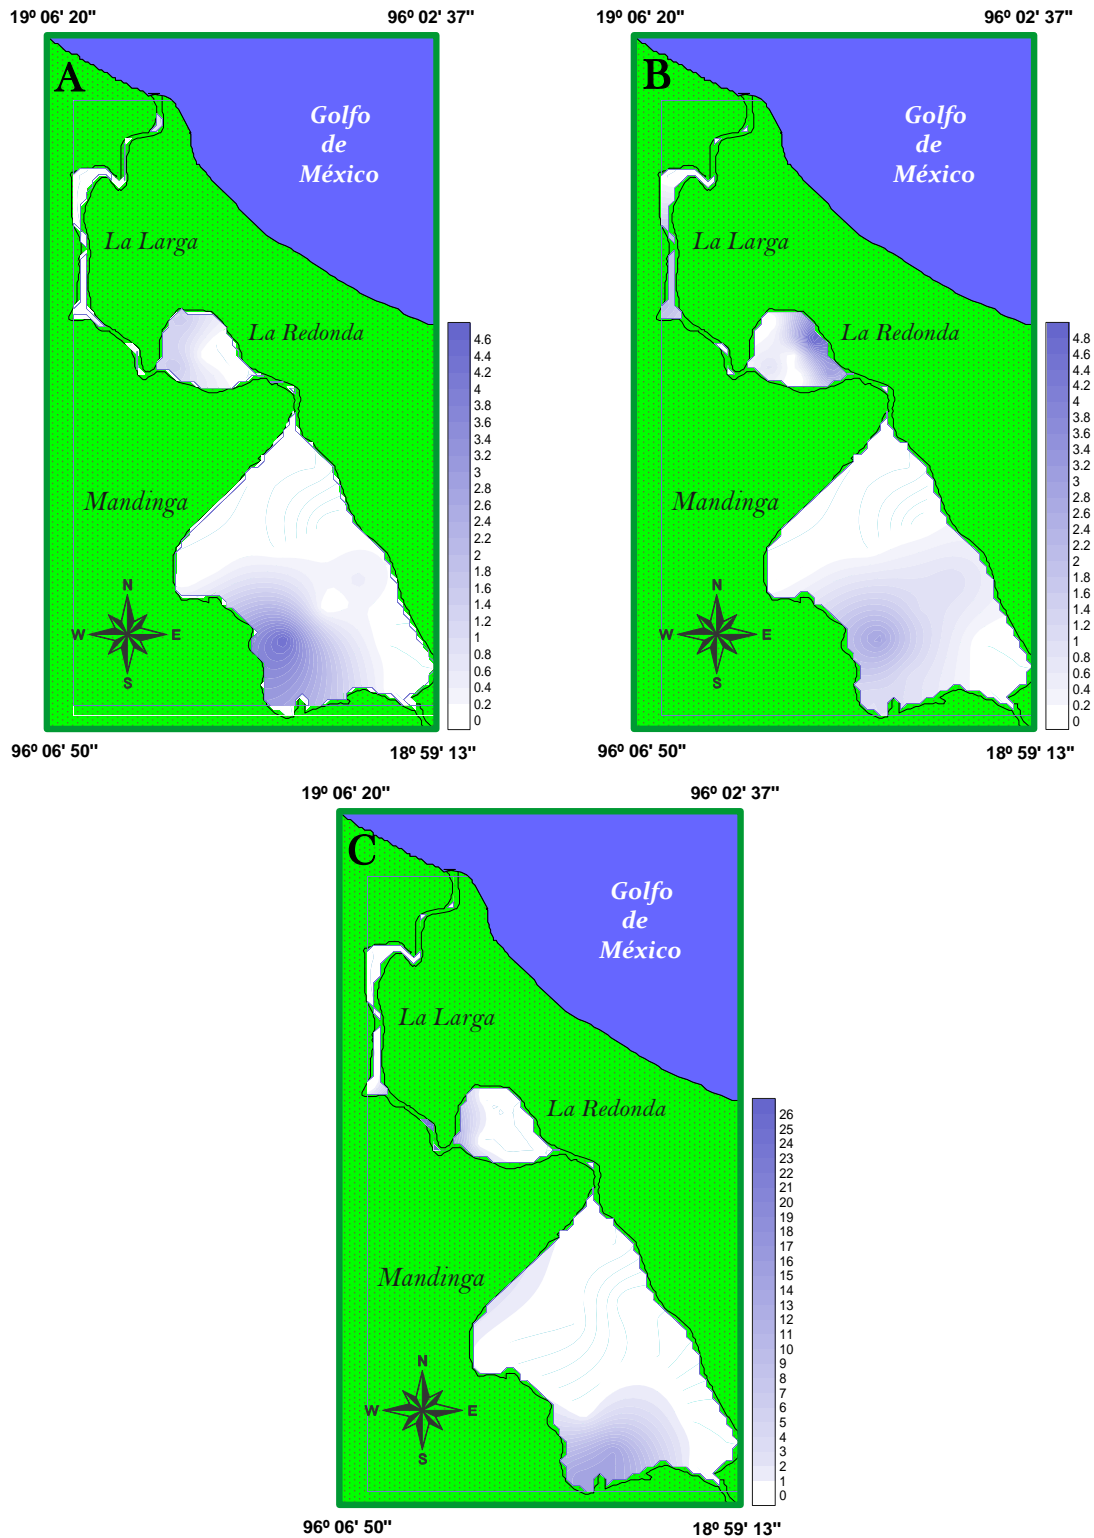 19º 06' 20"
96º 02' 37"
A
Golfo
de
México
La Larga
La Redonda
Mandinga
N
W
E
S
4.6
4.4
4.2
4
3.8
3.6
3.4
3.2
3
2.8
2.6
2.4
2.2
2
1.8
1.6
1.4
1.2
1
0.8
0.6
0.4
0.2
0
96º 06' 50"
18º 59' 13"
19º 06' 20"
96º 02' 37"
B
Golfo
de
México
La Larga
La Redonda
Mandinga
N
W
E
S
4.8
4.6
4.4
4.2
4
3.8
3.6
3.4
3.2
3
2.8
2.6
2.4
2.2
2
1.8
1.6
1.4
1.2
1
0.8
0.6
0.4
0.2
0
96º 06' 50"
18º 59' 13"
19º 06' 20"
96º 02' 37"
C
Golfo
de
México
La Larga
La Redonda
Mandinga
N
W
E
S
26
25
24
23
22
21
20
19
18
17
16
15
14
13
12
11
10
9
8
7
6
5
4
3
2
1
0
96º 06' 50"
18º 59' 13"